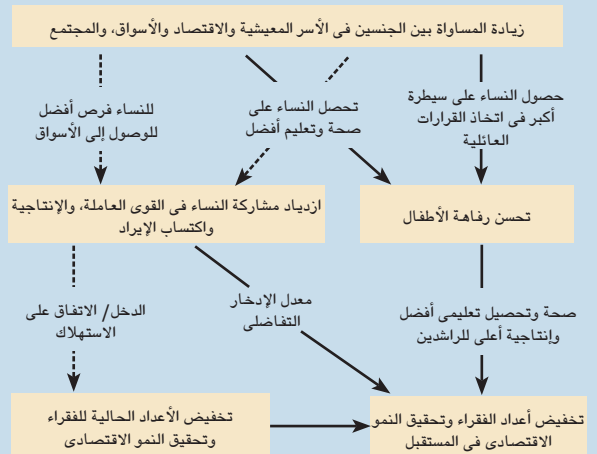 زيادة المساواة بين الجنسين فى الأسر المعيشية والاقتصاد والأسواق، والمجتمع
حصول النساء على سيطرة
أكبر فى اتخاذ القرارات
العائلية
تحصل النساء على
صحة وتعليم أفضل
للنساء فرص أفضل
للوصول إلى الأسواق
تحسن رفاهة الأطفال
ازدياد مشاركة النساء فى القوى العاملة، والإنتاجية
واكتساب الإيراد
صحة وتحصيل تعليمى أفضل
وإنتاجية أعلى للراشدين
معدل الإدخار
التفاضلى
الدخل/ الاتفاق على
الاستهلاك
تخفيض أعداد الفقراء وتحقيق النمو
الاقتصادى فى المستقبل
تخفيض الأعداد الحالية للفقراء
وتحقيق النمو الاقتصادى